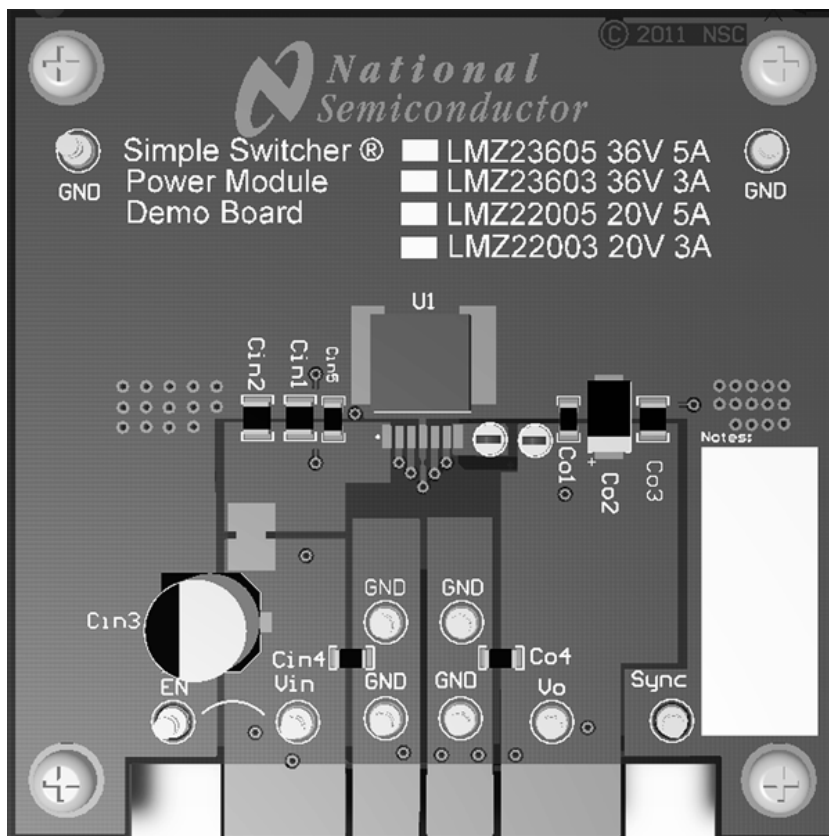 © 2011 NSC
National
Semiconductor
Simple Switcher ®
Power Module
Demo Board
LMZ23605 36V 5A
LMZ23603 36V 3A
LMZ22005 20V 5A
LMZ22003 20V 3A
GND
GND
U1
Cin2
Cin1
Cin5
Co1
Co2
Co3
Notes:
Cin3
GND
GND
Cin4
Co4
EN
Vin
GND
GND
Vo
Sync